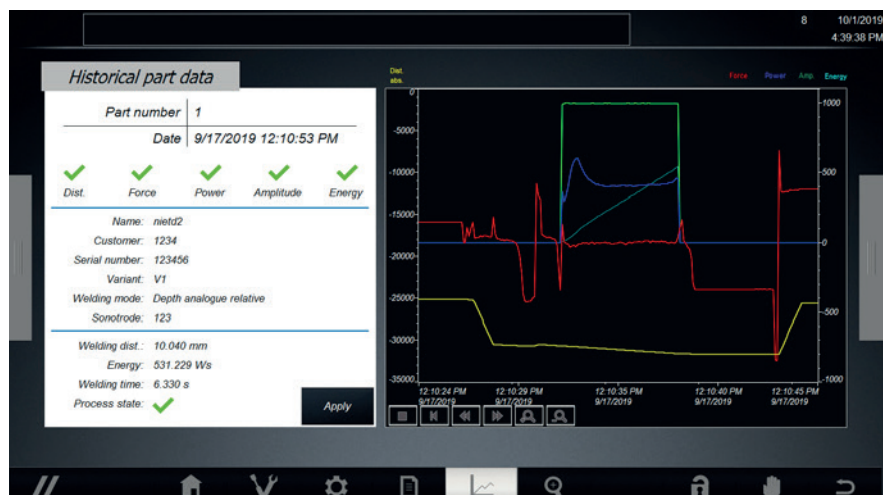 8 10/1/2019
4:39:38 PM
Historical part data
Part number 1
Date 9/17/2019 12:10:53 PM
Dist. Force Power Amplitude Energy
Name: nietd2
Customer: 1234
Serial number: 123456
Variant: V1
Welding mode: Depth analogue relative
Sonotrode: 123
Welding dist.: 10.040 mm
Energy: 531.229 Ws
Welding time: 6.330 s
Process state:
Apply
Dist.
abs.
Force Power Amp. Energy
0
-5000
-10000
-15000
-20000
-25000
-30000
-35000
1000
500
0
-500
-1000
12:10:24 PM 12:10:29 PM 12:10:35 PM 12:10:40 PM 12:10:45 PM
9/17/2019 9/17/2019 9/17/2019 9/17/2019 9/17/2019